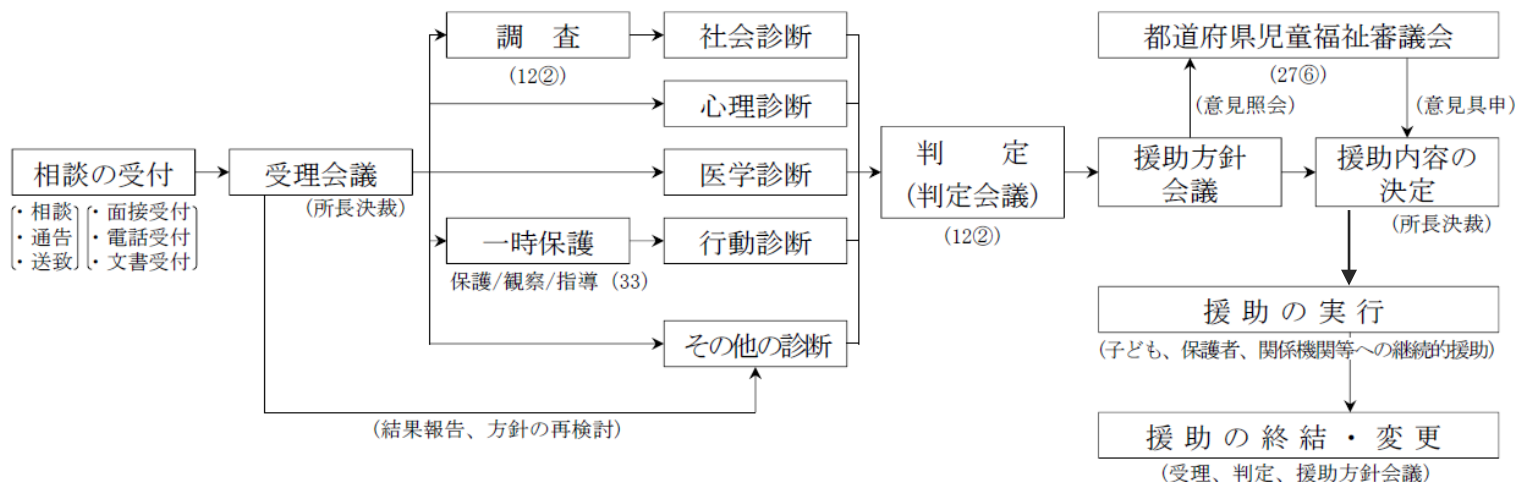 相談の受付
・相談
・通告
・送致
・面接受付
・電話受付
・文書受付
受理会議
(所長決裁)
調 査
(12②)
社会診断
心理診断
医学診断
一時保護
保護/観察/指導 (33)
行動診断
その他の診断
(結果報告、方針の再検討)
判 定
(判定会議)
(12②)
都道府県児童福祉審議会
(27⑥)
(意見照会)
(意見具申)
援助方針
会議
援助内容の
決定
(所長決裁)
援助の実行
(子ども、保護者、関係機関等への継続的援助)
援助の終結・変更
(受理、判定、援助方針会議)